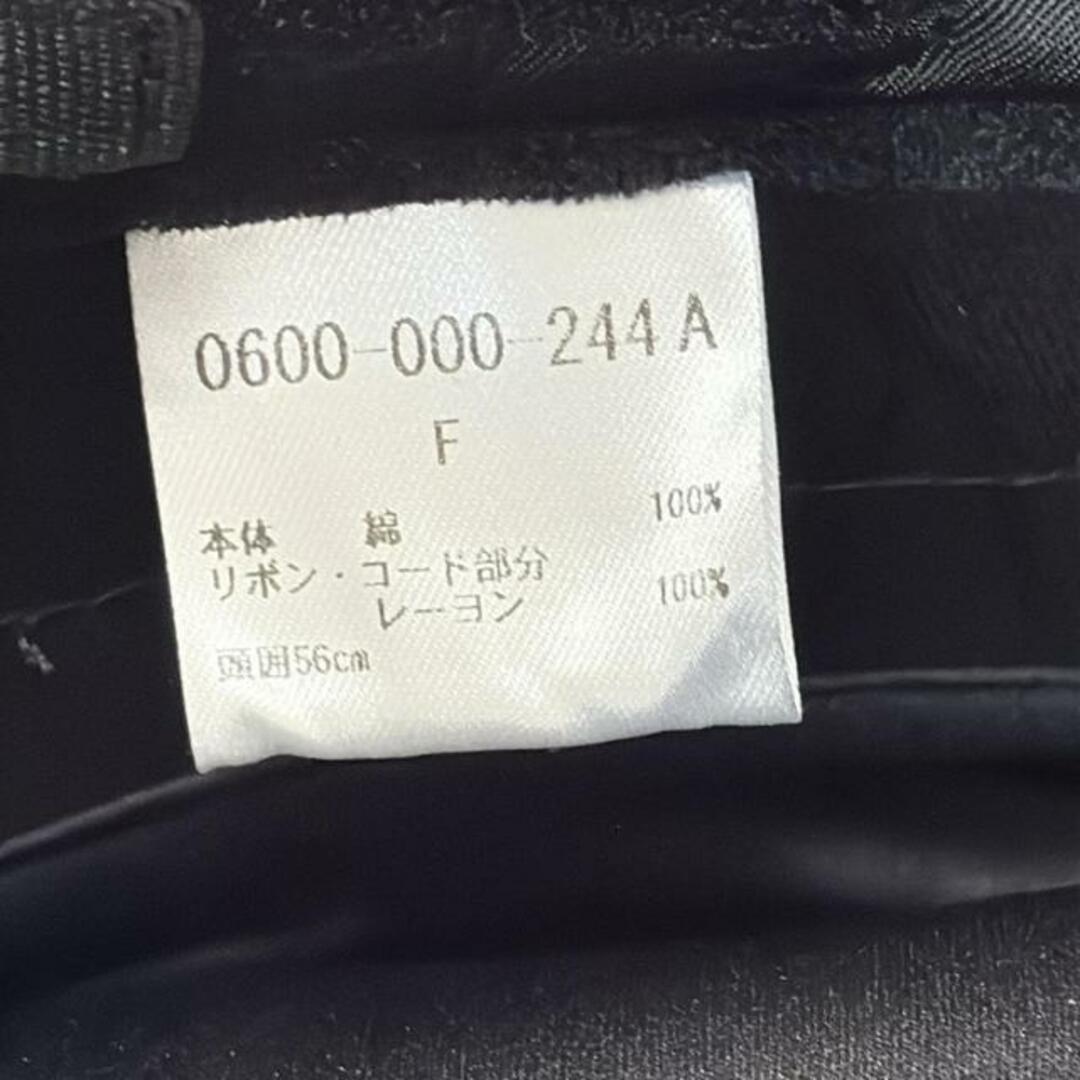 0600-000-244 A
F
本体 綿 100%
リボン・コード部分
レーヨン 100%
頭囲56cm